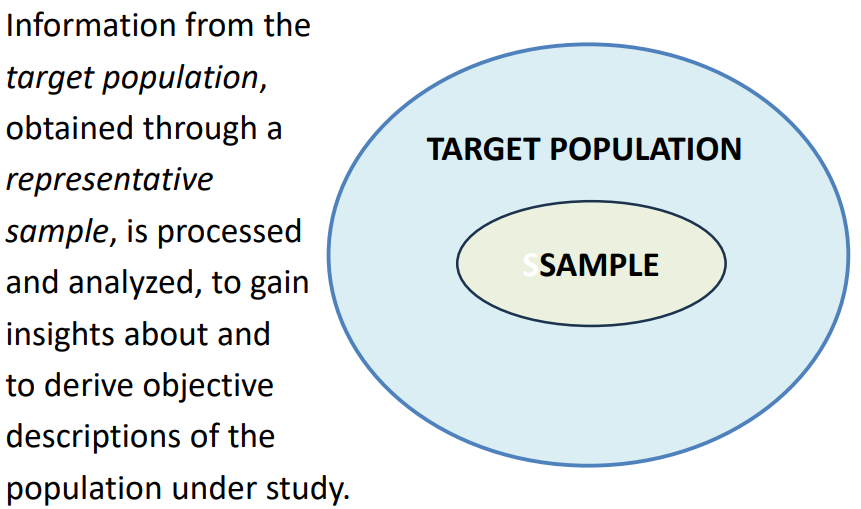 Information from the
target population,
obtained through a
representative
sample, is processed
and analyzed, to gain
insights about and
to derive objective
descriptions of the
population under study.
TARGET POPULATION
SSAMPLE